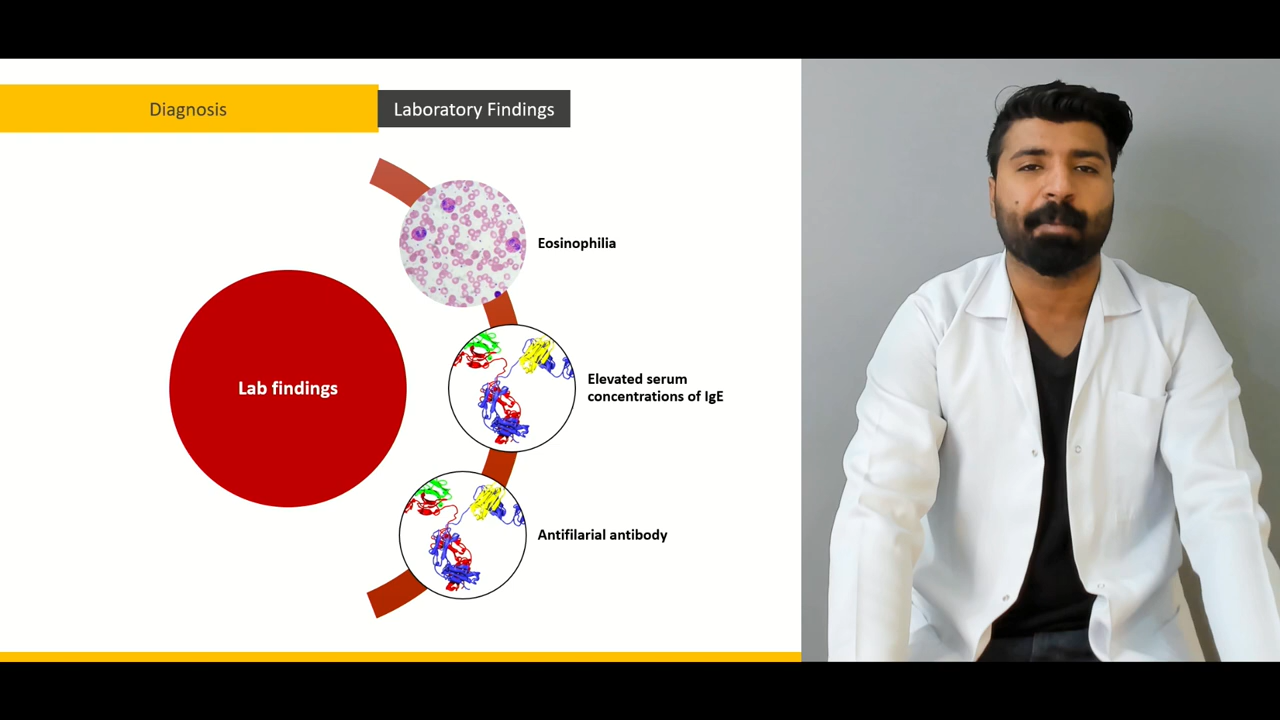 Diagnosis
Laboratory Findings
Eosinophilia
Lab findings
Elevated serum
concentrations of IgE
Antifilarial antibody